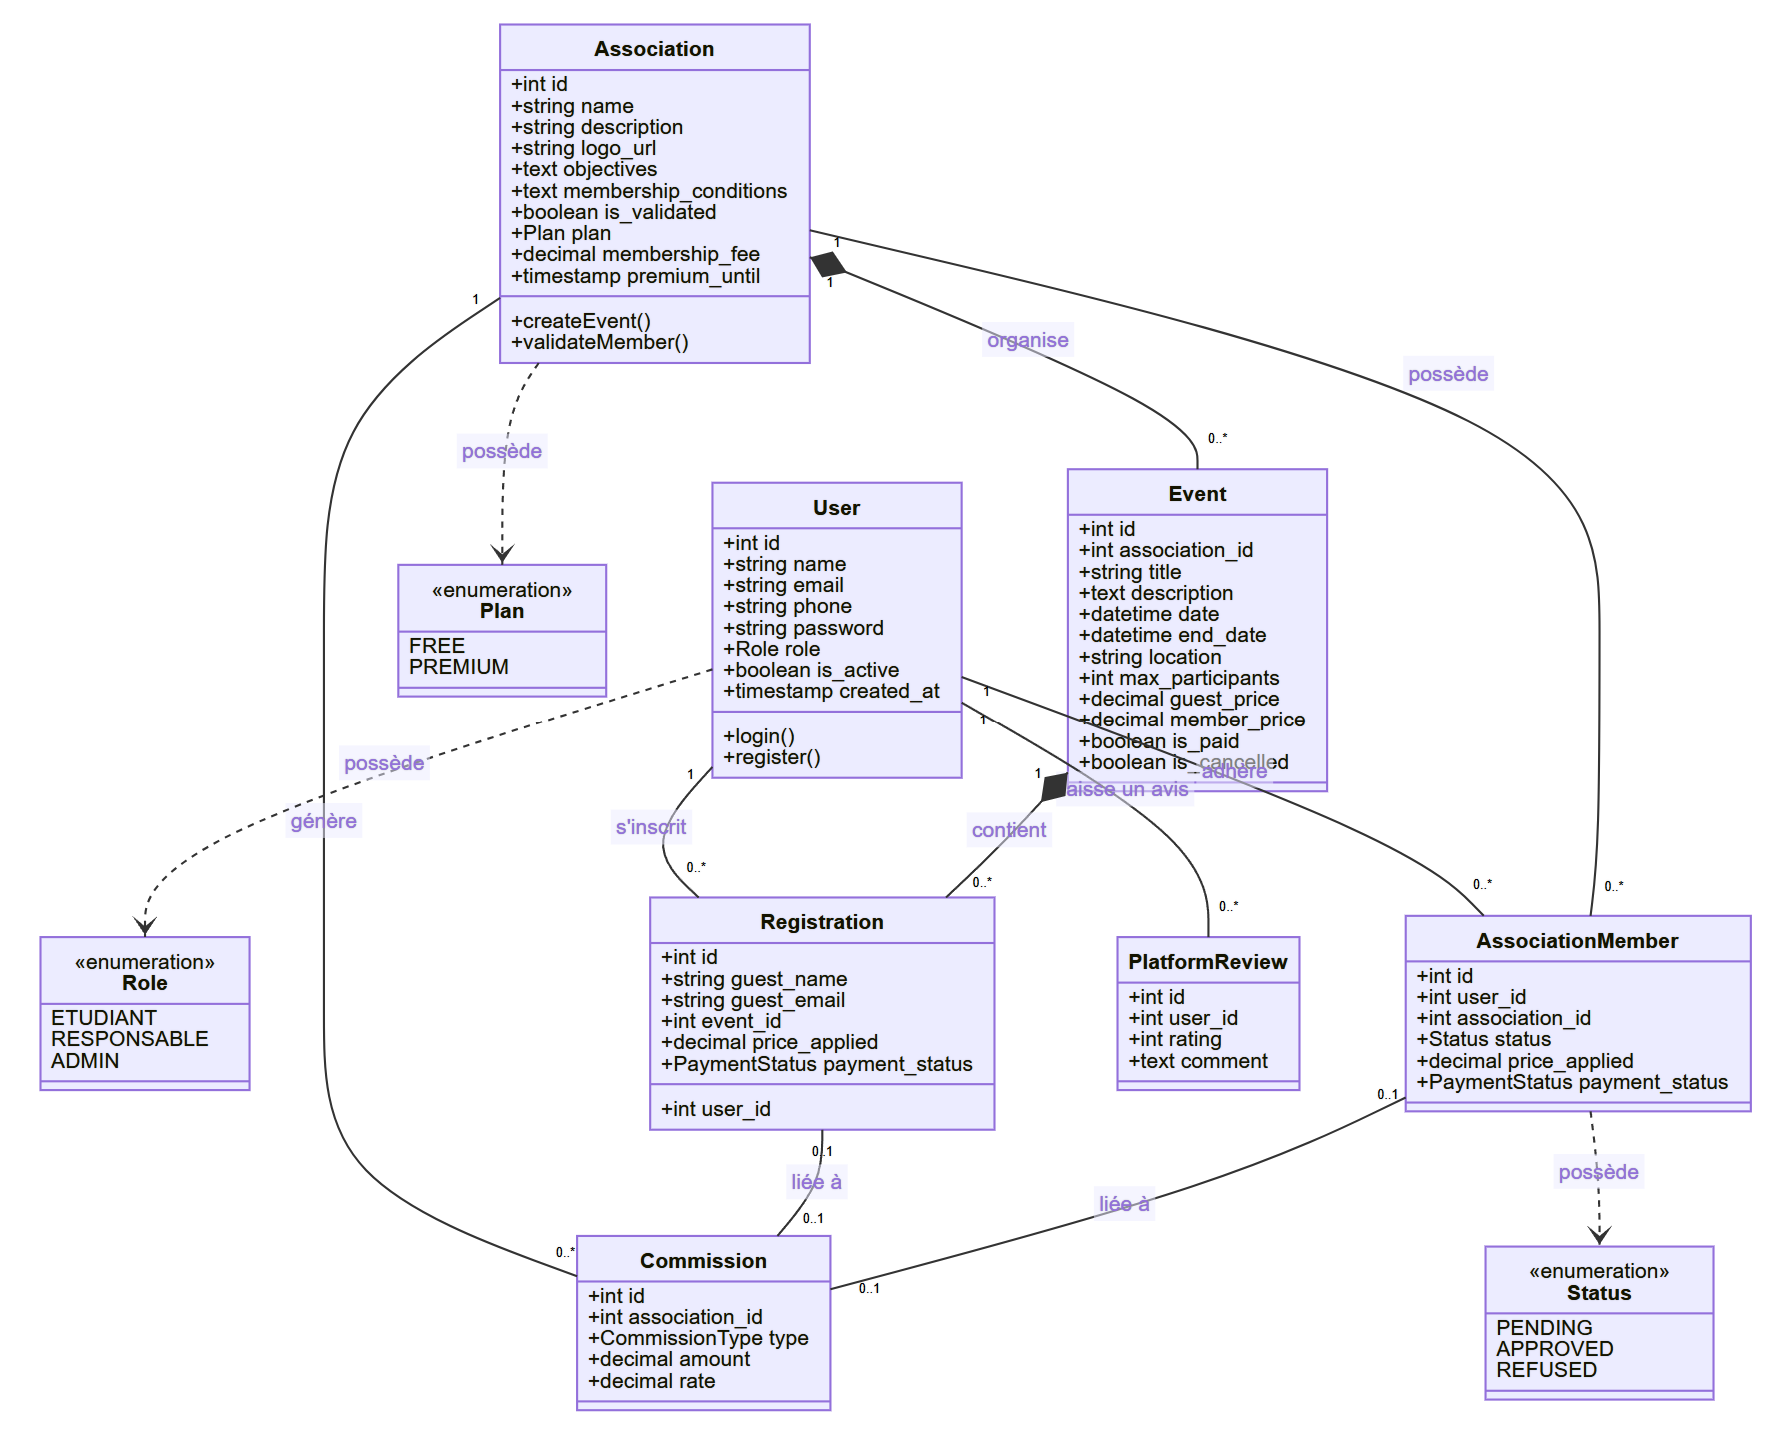 Association
+int id
+string name
+string description
+string logo_url
+text objectives
+text membership_conditions
+boolean is_validated
+Plan plan
+decimal membership_fee
+timestamp premium_until
+createEvent()
+validateMember()
1
1
1
organise
possède
possède
0..*
«enumeration»
Plan
FREE
PREMIUM
User
+int id
+string name
+string email
+string phone
+string password
+Role role
+boolean is_active
+timestamp created_at
+login()
+register()
Event
+int id
+int association_id
+string title
+text description
+datetime date
+datetime end_date
+string location
+int max_participants
+decimal guest_price
+decimal member_price
+boolean is_paid
+boolean is_cancelled
1
1
1
1
possède
génère
s'inscrit
contient
aisse un avis
adhère
0..*
0..*
0..*
0..*
0..*
«enumeration»
Role
ETUDIANT
RESPONSABLE
ADMIN
Registration
+int id
+string guest_name
+string guest_email
+int event_id
+decimal price_applied
+PaymentStatus payment_status
+int user_id
PlatformReview
+int id
+int user_id
+int rating
+text comment
AssociationMember
+int id
+int user_id
+int association_id
+Status status
+decimal price_applied
+PaymentStatus payment_status
0..1
0..1
liée à
liée à
possède
0..1
0..*
0..1
Commission
+int id
+int association_id
+CommissionType type
+decimal amount
+decimal rate
«enumeration»
Status
PENDING
APPROVED
REFUSED